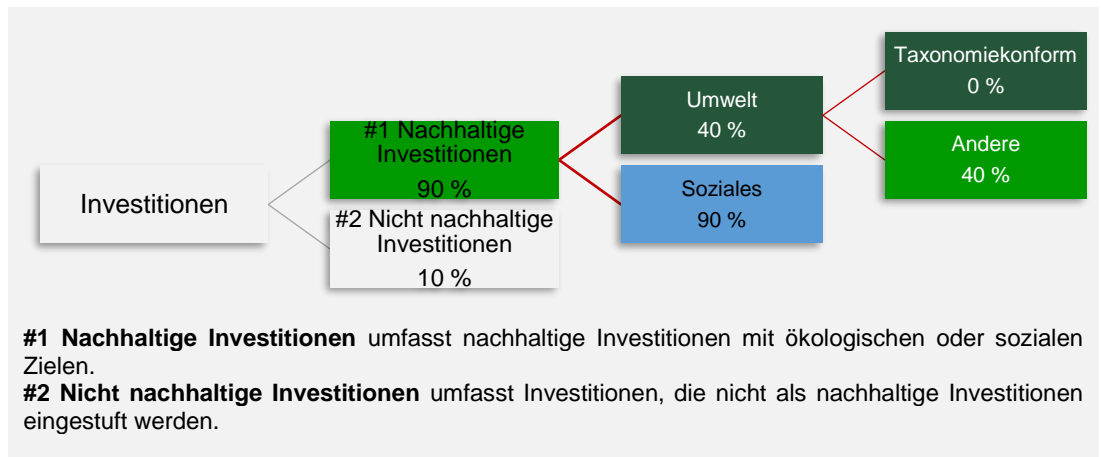 Investitionen
#1 Nachhaltige
Investitionen
90 %
#2 Nicht nachhaltige
Investitionen
10 %
Umwelt
40 %
Soziales
90 %
Taxonomiekonform
0 %
Andere
40 %
#1 Nachhaltige Investitionen umfasst nachhaltige Investitionen mit ökologischen oder sozialen
Zielen.
#2 Nicht nachhaltige Investitionen umfasst Investitionen, die nicht als nachhaltige Investitionen
eingestuft werden.